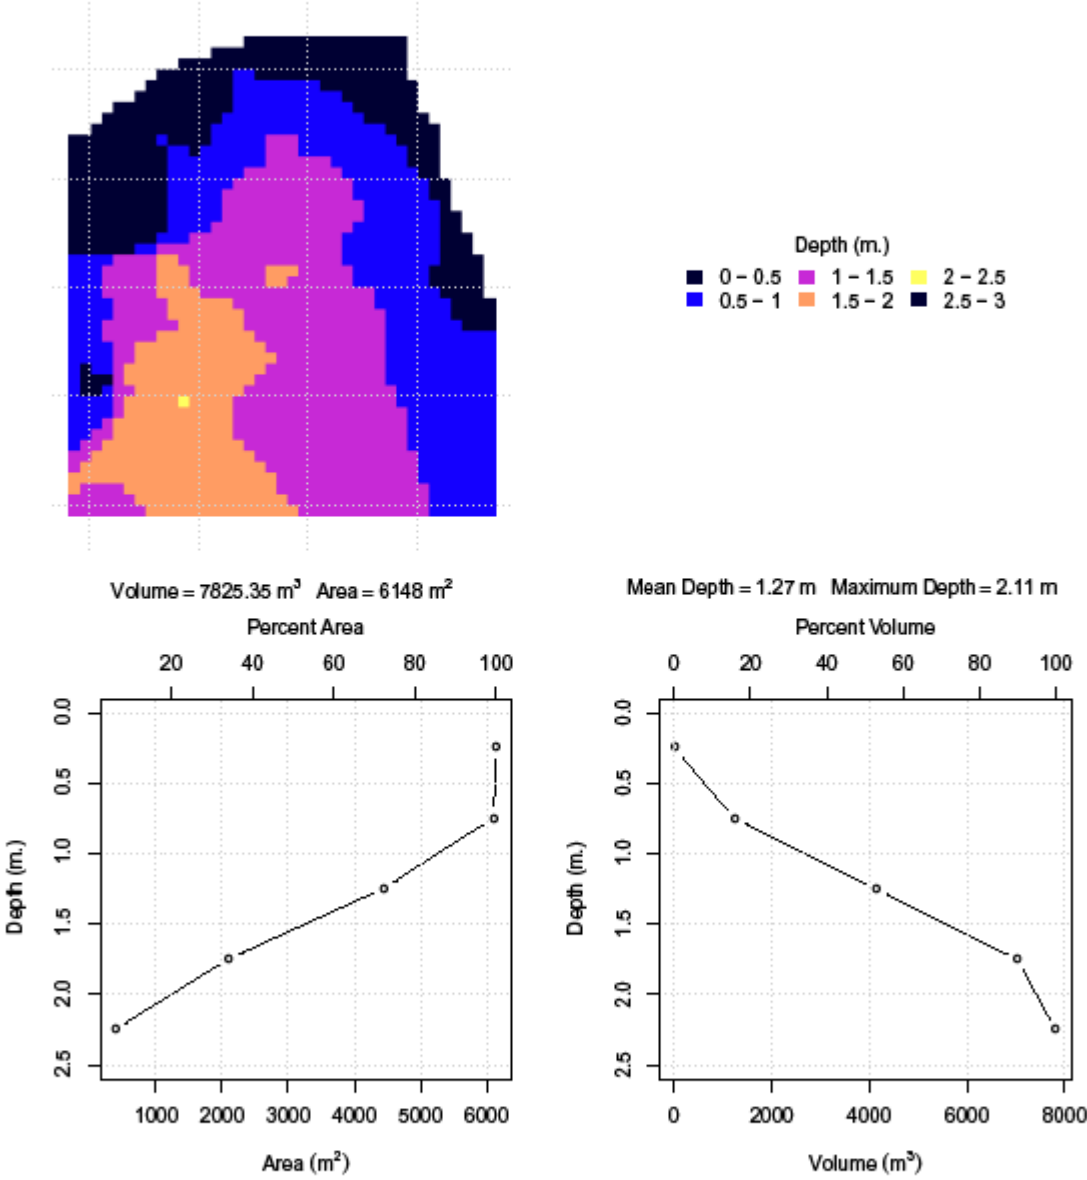 Depth (m.)
0 – 0.5 1 – 1.5 2 – 2.5
0.5 – 1 1.5 – 2 2.5 – 3
Volume = 7825.35 m³ Area = 6148 m²
Mean Depth = 1.27 m Maximum Depth = 2.11 m
Percent Area
20 40 60 80 100
0.0
0.5
1.0
1.5
2.0
2.5
Depth (m.)
1000 2000 3000 4000 5000 6000
Area (m²)
Percent Volume
0 20 40 60 80 100
0.0
0.5
1.0
1.5
2.0
2.5
Depth (m.)
0 2000 4000 6000 8000
Volume (m³)